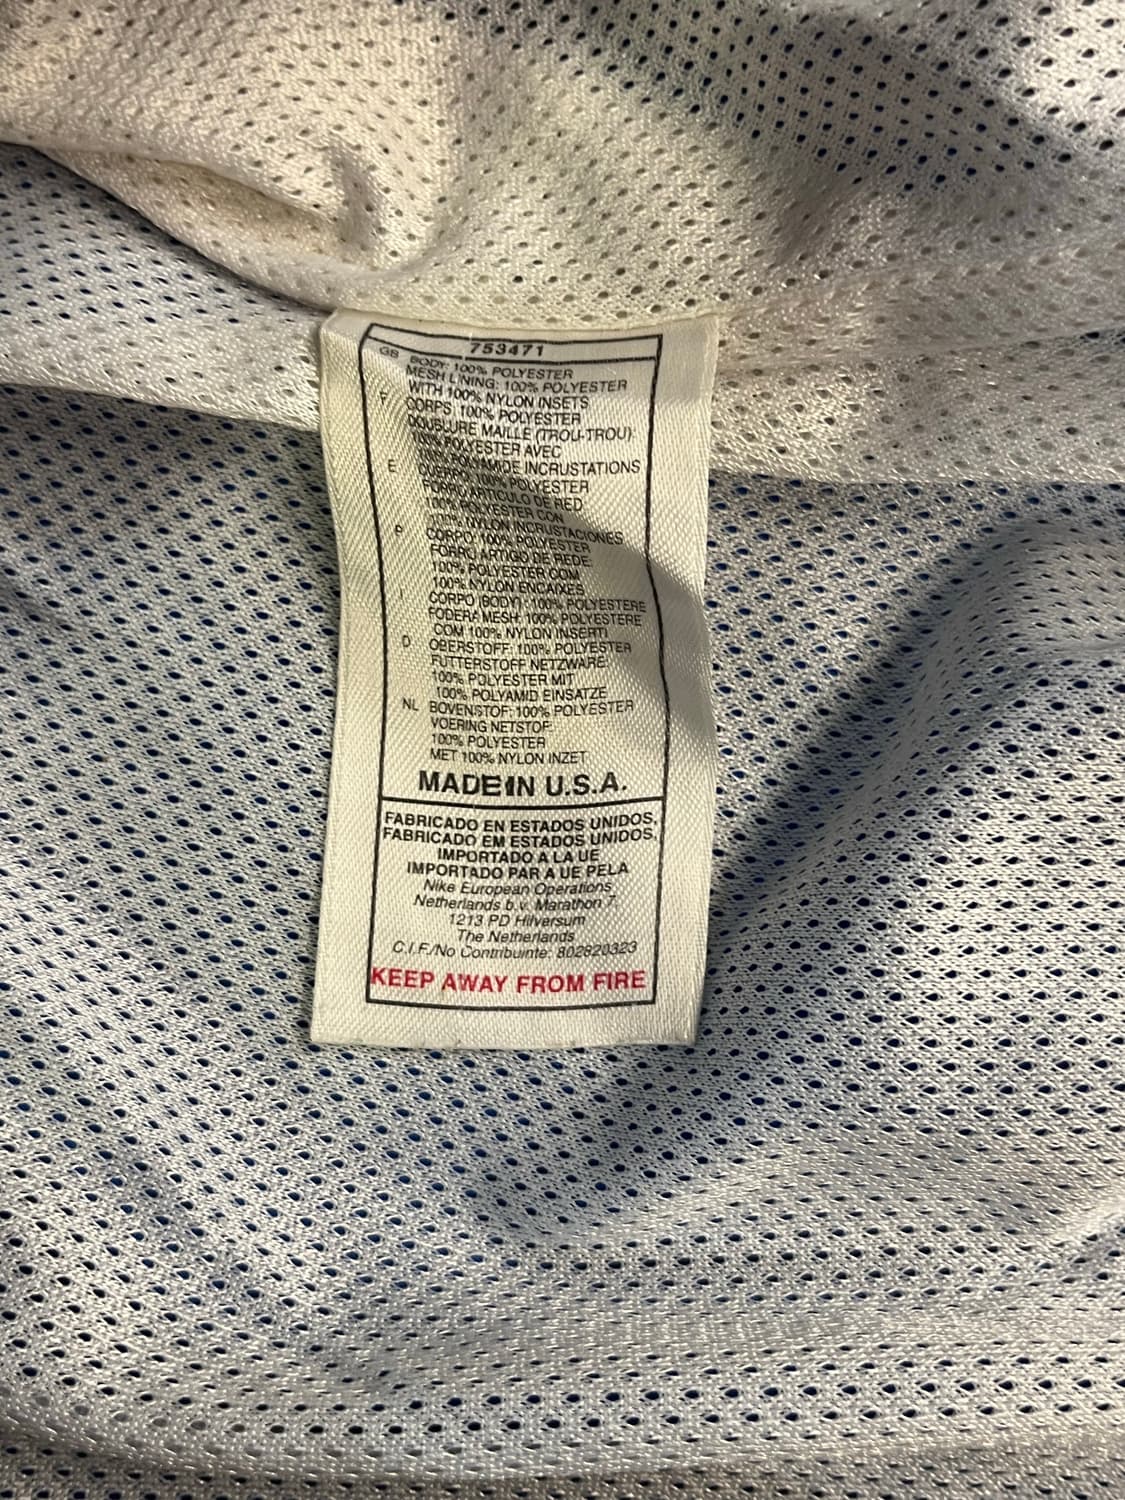 753471
GB BODY: 100% POLYESTER
MESH LINING: 100% POLYESTER
WITH 100% NYLON INSETS
F CORPS: 100% POLYESTER
DOUBLURE MAILLE (TROU-TROU):
100% POLYESTER AVEC
100% POLYAMIDE INCRUSTATIONS
E CUERPO: 100% POLYESTER
FORRO ARTICULO DE RED:
100% POLYESTER CON
100% NYLON INCRUSTACIONES
P CORPO: 100% POLYESTER
FORRO ARTIGO DE REDE:
100% POLYESTER COM
100% NYLON ENCAIXES
I CORPO (BODY): 100% POLYESTERE
FODERA MESH: 100% POLYESTERE
COM 100% NYLON INSERTI
D OBERSTOFF: 100% POLYESTER
FUTTERSTOFF NETZWARE:
100% POLYESTER MIT
100% POLYAMID EINSATZE
NL BOVENSTOF: 100% POLYESTER
VOERING NETSTOF:
100% POLYESTER
MET 100% NYLON INZET
MADE IN U.S.A.
FABRICADO EN ESTADOS UNIDOS.
FABRICADO EM ESTADOS UNIDOS.
IMPORTADO A LA UE
IMPORTADO PAR A UE PELA
Nike European Operations
Netherlands b.v. Marathon 7,
1213 PD Hilversum
The Netherlands
C.I.F./No Contribuinte: 802820323
KEEP AWAY FROM FIRE